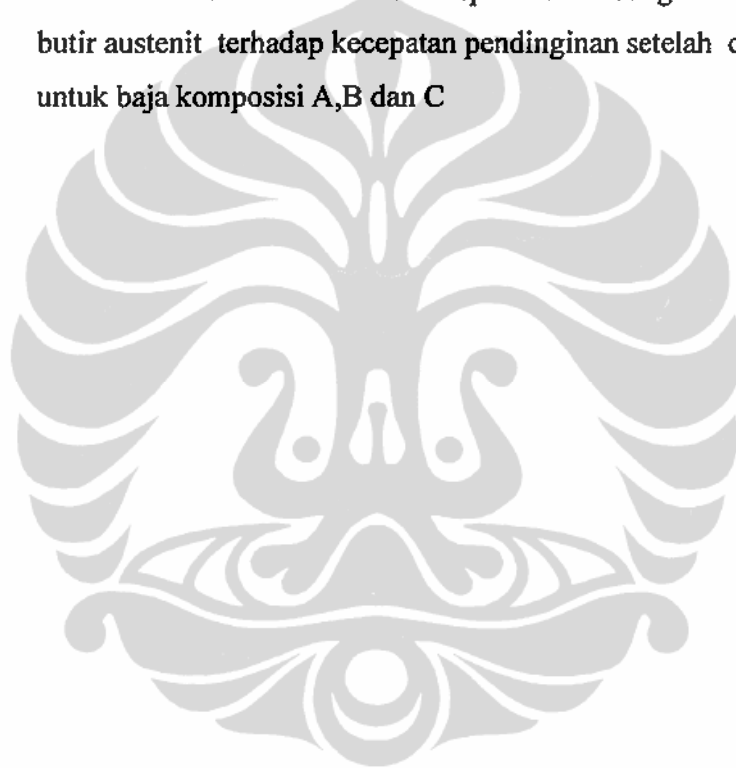 butir austenit terhadap kecepatan pendinginan setelah
untuk baja komposisi A,B dan C